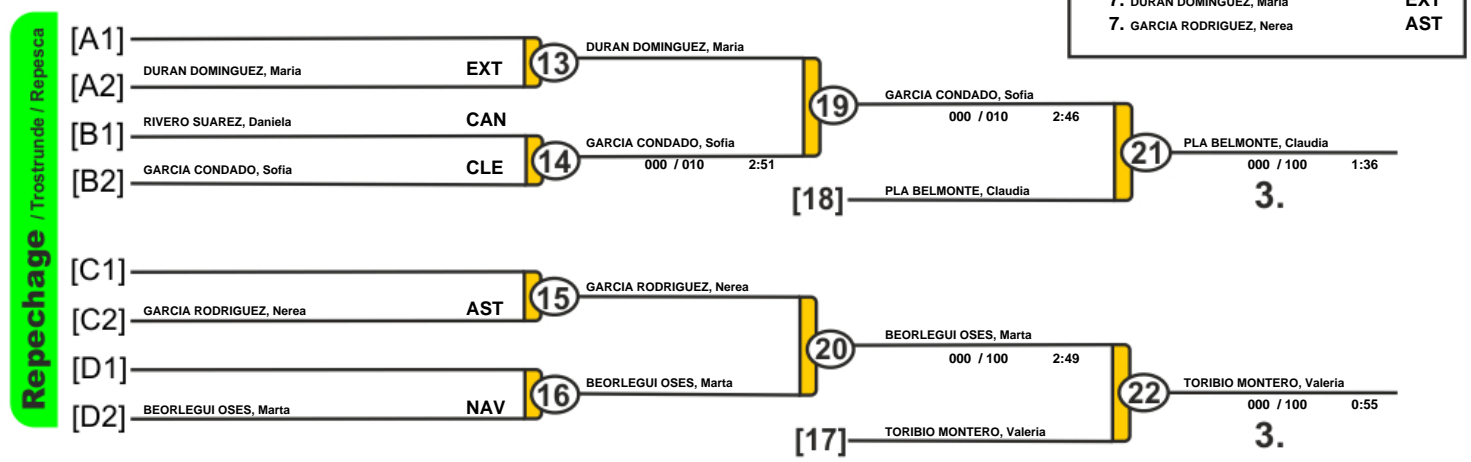 7. DURAN DOMINGUEZ, Maria EXT
7. GARCIA RODRIGUEZ, Nerea AST
Repechage / Trostrunde / Repesca
[A1]
DURAN DOMINGUEZ, Maria EXT
[A2]
13
DURAN DOMINGUEZ, Maria
RIVERO SUAREZ, Daniela CAN
[B1]
GARCIA CONDADO, Sofia CLE
[B2]
14
GARCIA CONDADO, Sofia
000 / 010 2:51
19
GARCIA CONDADO, Sofia
000 / 010 2:46
[18]
PLA BELMONTE, Claudia
21
PLA BELMONTE, Claudia
000 / 100 1:36
3.
[C1]
GARCIA RODRIGUEZ, Nerea AST
[C2]
15
GARCIA RODRIGUEZ, Nerea
[D1]
BEORLEGUI OSES, Marta NAV
[D2]
16
BEORLEGUI OSES, Marta
20
BEORLEGUI OSES, Marta
000 / 100 2:49
[17]
TORIBIO MONTERO, Valeria
22
TORIBIO MONTERO, Valeria
000 / 100 0:55
3.